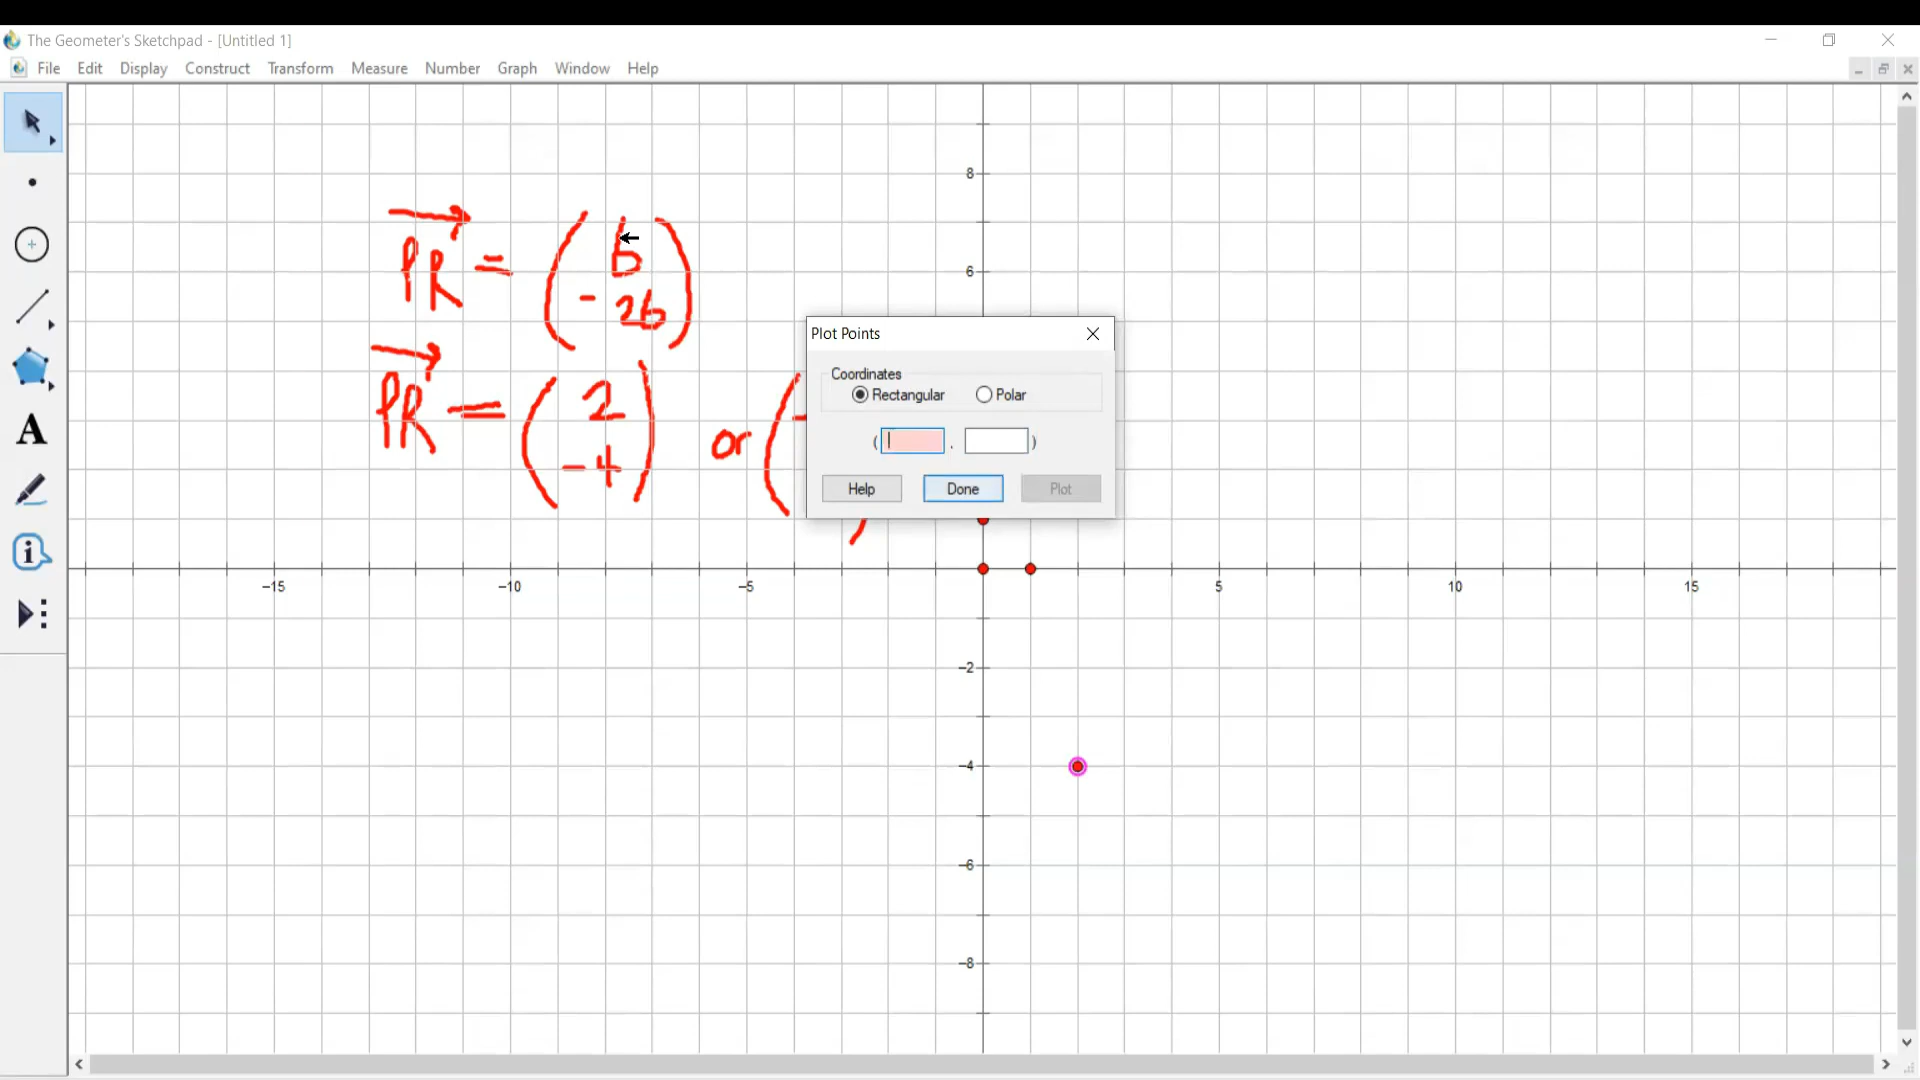 The Geometer's Sketchpad - [Untitled 1]
File Edit Display Construct Transform Measure Number Graph Window Help
8
PR = ( b
- 2b )
6
Plot Points
Coordinates
Rectangular Polar
( , )
Help Done Plot
PR = ( 2
-4 ) or (
A
-15 -10 -5 5 10 15
-2
-4
-6
-8